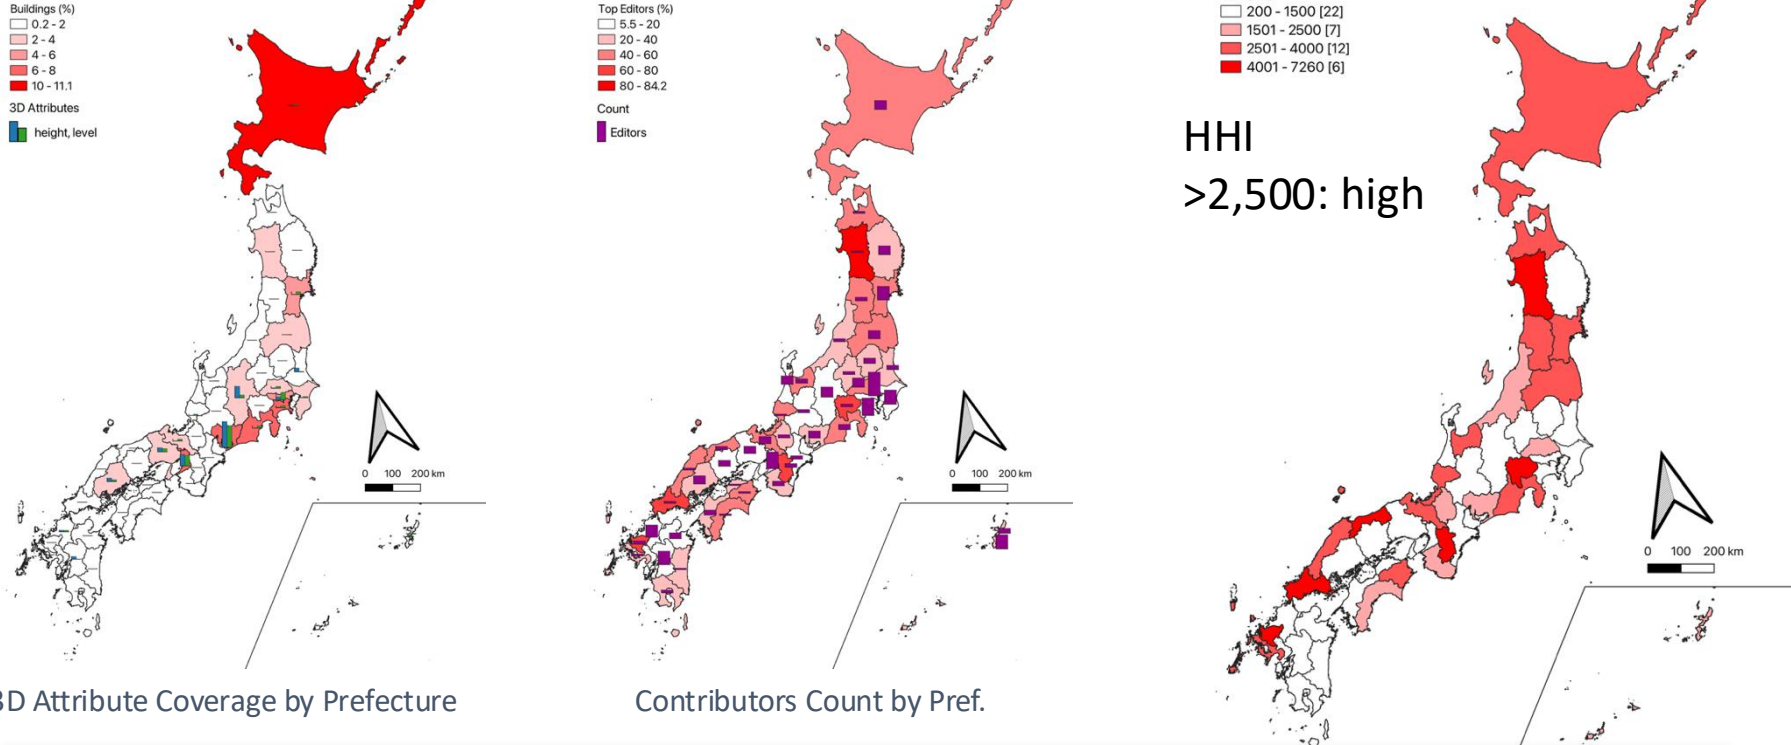 Buildings (%)
0.2 - 2
2 - 4
4 - 6
6 - 8
10 - 11.1
3D Attributes
height, level
0 100 200 km
3D Attribute Coverage by Prefecture
Top Editors (%)
5.5 - 20
20 - 40
40 - 60
60 - 80
80 - 84.2
Count
Editors
0 100 200 km
Contributors Count by Pref.
200 - 1500 [22]
1501 - 2500 [7]
2501 - 4000 [12]
4001 - 7260 [6]
HHI
>2,500: high
0 100 200 km